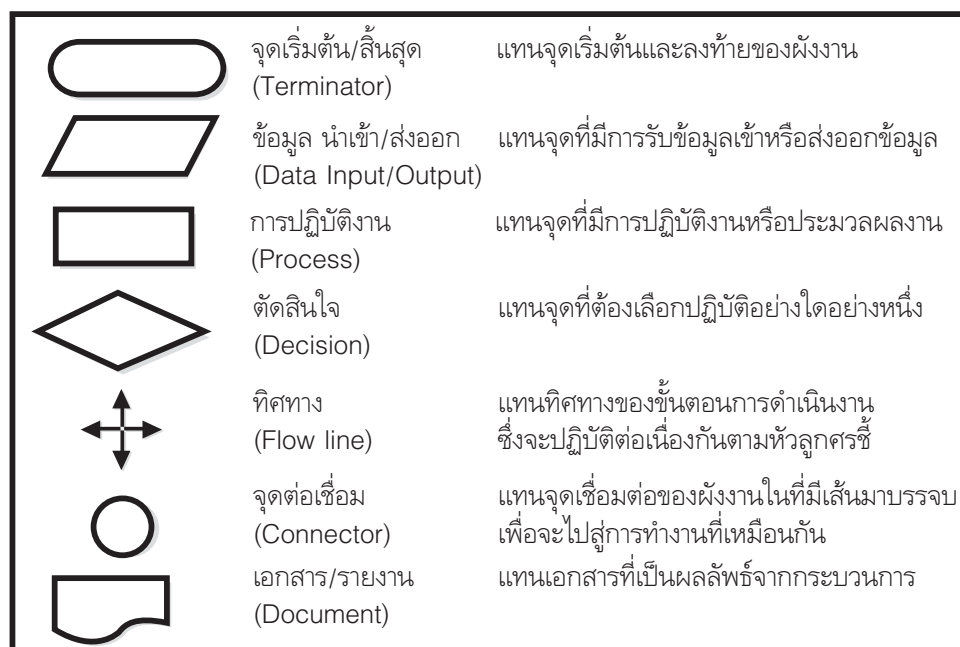 จุดเริ่มต้น/สิ้นสุด แทนจุดเริ่มต้นและลงท้ายของผังงาน
(Terminator)
ข้อมูล นำเข้า/ส่งออก แทนจุดที่มีการรับข้อมูลเข้าหรือส่งออกข้อมูล
(Data Input/Output)
การปฏิบัติงาน แทนจุดที่มีการปฏิบัติงานหรือประมวลผลงาน
(Process)
ตัดสินใจ แทนจุดที่ต้องเลือกปฏิบัติอย่างใดอย่างหนึ่ง
(Decision)
ทิศทาง แทนทิศทางของขั้นตอนการดำเนินงาน
(Flow line) ซึ่งจะปฏิบัติต่อเนื่องกันตามหัวลูกศรชี้
จุดต่อเชื่อม แทนจุดเชื่อมต่อของผังงานในที่มีเส้นมาบรรจบ
(Connector) เพื่อจะไปสู่การทำงานที่เหมือนกัน
เอกสาร/รายงาน แทนเอกสารที่เป็นผลลัพธ์จากกระบวนการ
(Document)